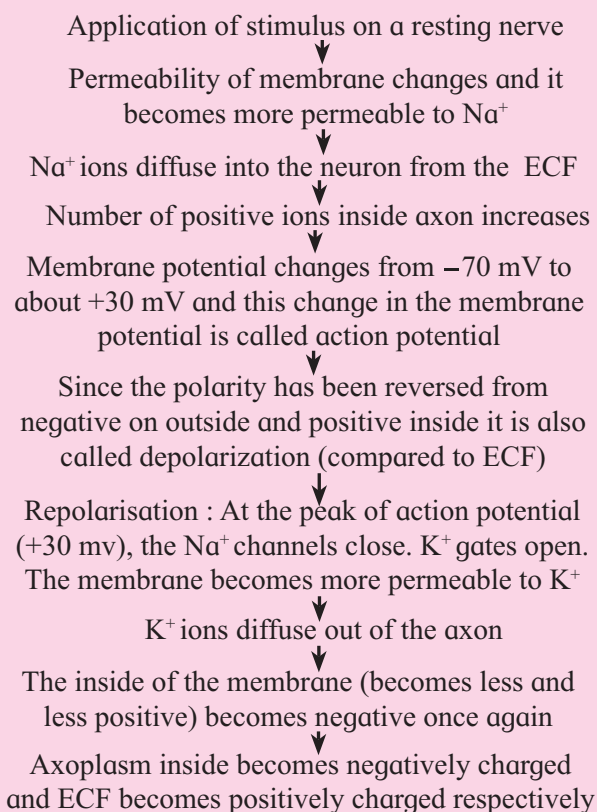 Application of stimulus on a resting nerve
Permeability of membrane changes and it
becomes more permeable to Na⁺
Na⁺ ions diffuse into the neuron from the ECF
Number of positive ions inside axon increases
Membrane potential changes from –70 mV to
about +30 mV and this change in the membrane
potential is called action potential
Since the polarity has been reversed from
negative on outside and positive inside it is also
called depolarization (compared to ECF)
Repolarisation : At the peak of action potential
(+30 mv), the Na⁺ channels close. K⁺ gates open.
The membrane becomes more permeable to K⁺
K⁺ ions diffuse out of the axon
The inside of the membrane (becomes less and
less positive) becomes negative once again
Axoplasm inside becomes negatively charged
and ECF becomes positively charged respectively